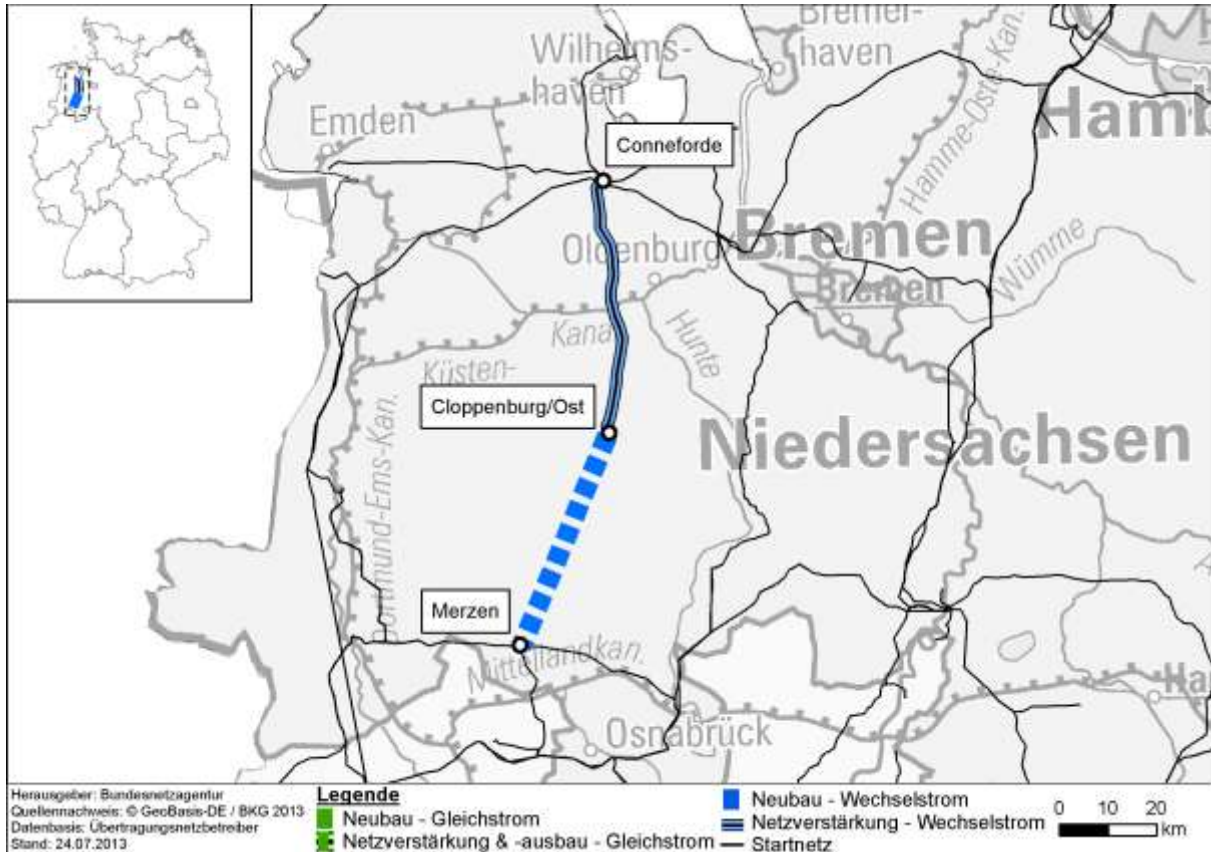 Bremer-
haven
Wilhelms-
haven
Hamme-Oste-Kan.
Hamb
Emden
Conneforde
Bremen
Oldenburg
Wümme
Bremen
Hunte
Kana
Küsten-
Cloppenburg/Ost
Niedersachsen
Dortmund-Ems-Kan.
Merzen
Mittellandkan.
Han
Osnabrück
Herausgeber: Bundesnetzagentur
Quellennachweis: © GeoBasis-DE / BKG 2013
Datenbasis: Übertragungsnetzbetreiber
Stand: 24.07.2013
Legende
Neubau - Gleichstrom
Netzverstärkung & -ausbau - Gleichstrom
Neubau - Wechselstrom
Netzverstärkung - Wechselstrom
Startnetz
0 10 20
km